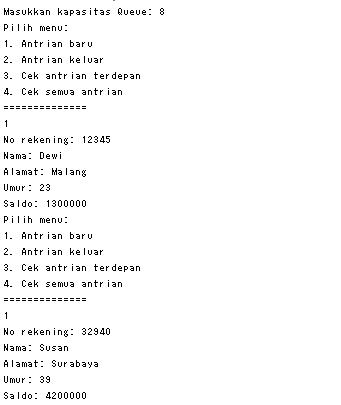 Masukkan kapasitas Queue: 8
Pilih menu:
1. Antrian baru
2. Antrian keluar
3. Cek antrian terdepan
4. Cek semua antrian
==============
1
No rekening: 12345
Nama: Dewi
Alamat: Malang
Umur: 23
Saldo: 1300000
Pilih menu:
1. Antrian baru
2. Antrian keluar
3. Cek antrian terdepan
4. Cek semua antrian
==============
1
No rekening: 32940
Nama: Susan
Alamat: Surabaya
Umur: 39
Saldo: 4200000